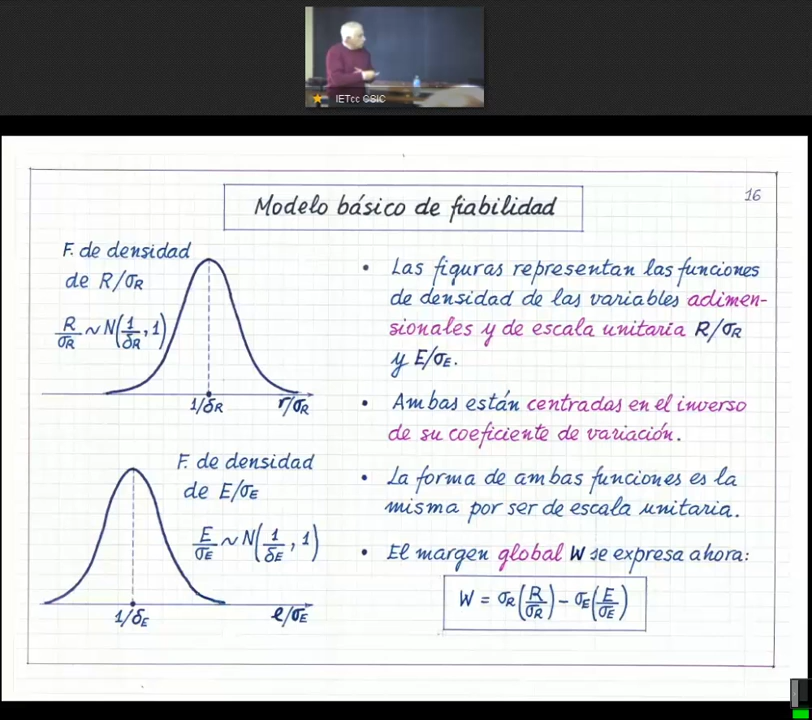 IETcc CSIC
16
Modelo básico de fiabilidad
F. de densidad
de R/σR
R/σR ~ N(1/δR, 1)
1/δR
r/σR
F. de densidad
de E/σE
E/σE ~ N(1/δE, 1)
1/δE
e/σE
• Las figuras representan las funciones
de densidad de las variables adimen-
sionales y de escala unitaria R/σR
y E/σE.
• Ambas están centradas en el inverso
de su coeficiente de variación.
• La forma de ambas funciones es la
misma por ser de escala unitaria.
• El margen global W se expresa ahora:
W = σR(R/σR) - σE(E/σE)